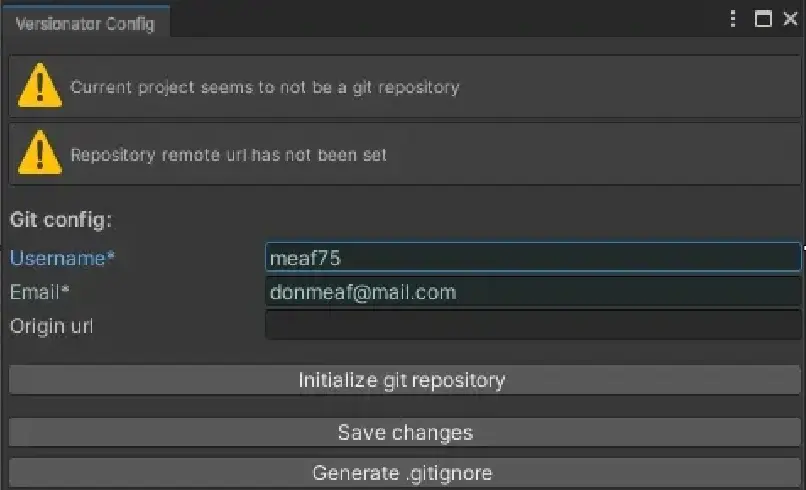 Versionator Config
Current project seems to not be a git repository
Repository remote url has not been set
Git config:
Username* meaf75
Email* donmeaf@mail.com
Origin url
Initialize git repository
Save changes
Generate .gitignore